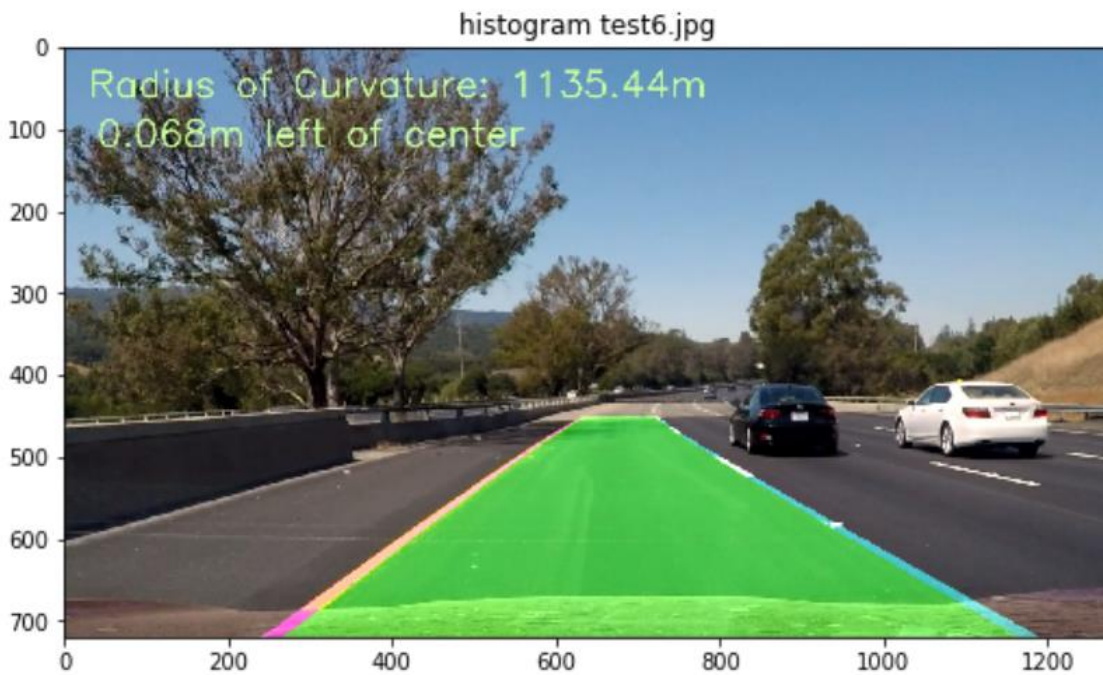 histogram test6.jpg
Radius of Curvature: 1135.44m
0.068m left of center
0
100
200
300
400
500
600
700
0 200 400 600 800 1000 1200